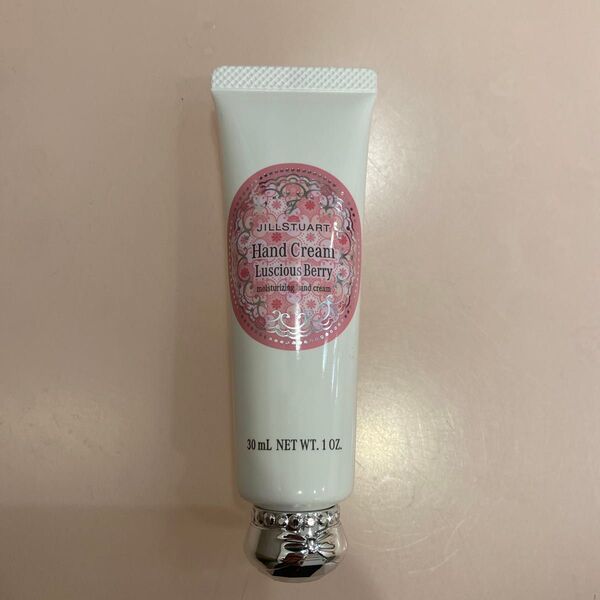 JILLSTUART
Hand Cream
Luscious Berry
moisturizing hand cream
30 mL NET WT. 1 OZ.